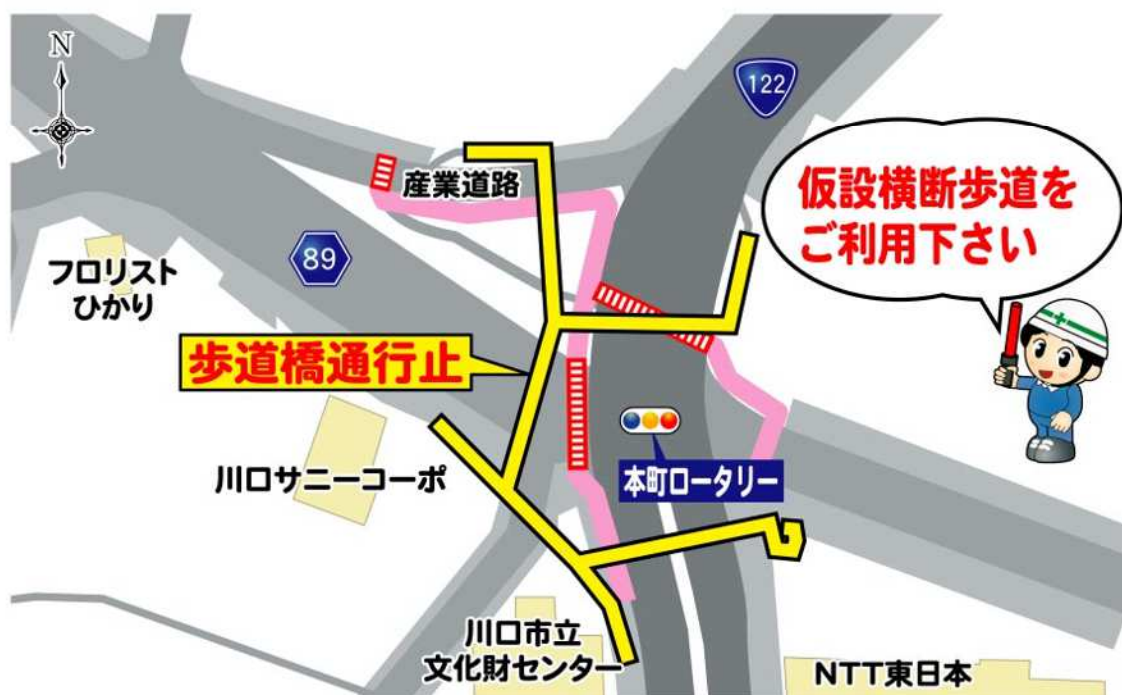 N
122
産業道路
仮設横断歩道を
ご利用下さい
89
フロリスト
ひかり
歩道橋通行止
川口サニーコーポ
本町ロータリー
川口市立
文化財センター
NTT東日本